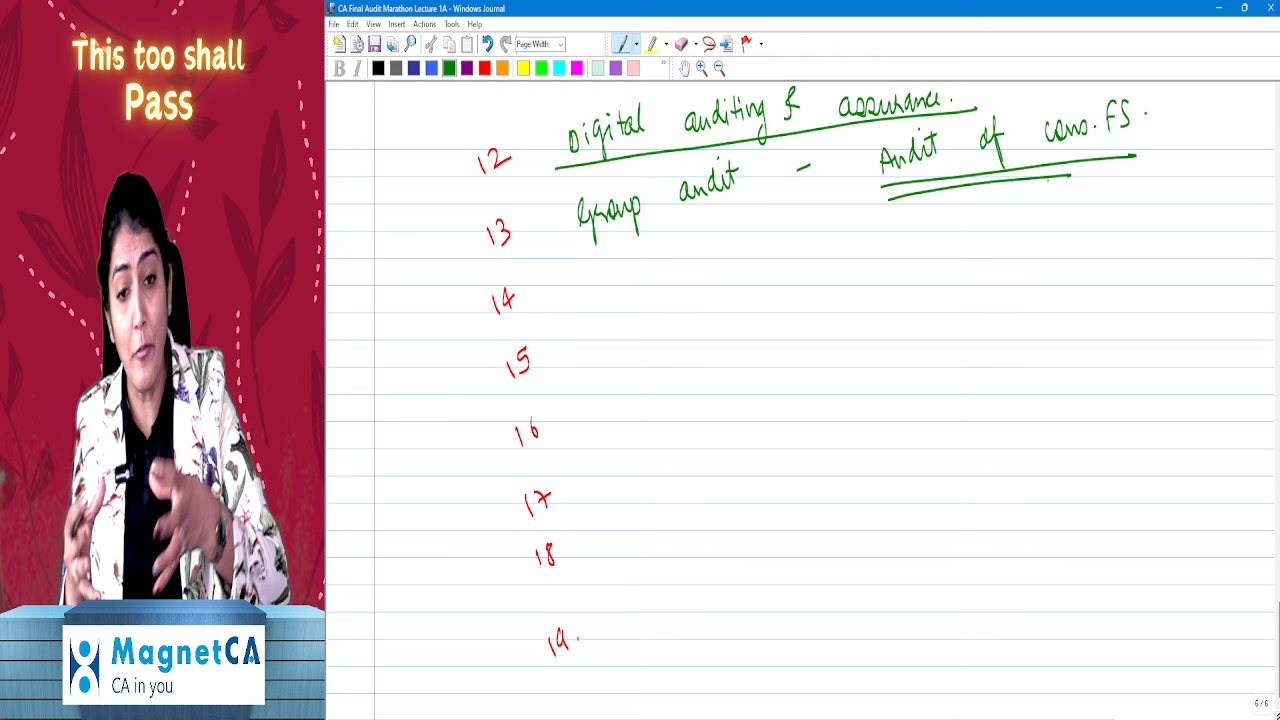 This too shall
Pass
CA Final Audit Marathon Lecture 1A - Windows Journal
File Edit View Insert Actions Tools Help
Page Width
B I
12 Digital auditing & assurance.
13 Group audit - Audit of cons. FS.
14
15
16
17
18
19.
MagnetCA
CA in you
6 / 6